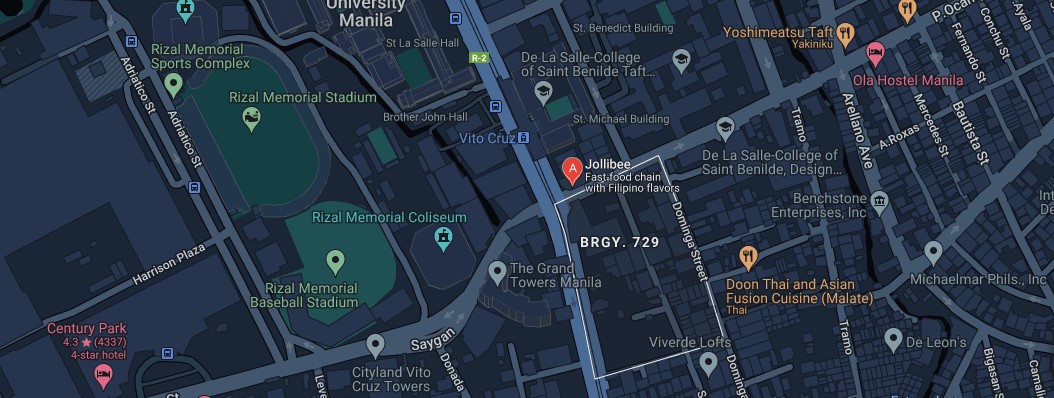 University
Manila
St La Salle Hall
R-2
St. Benedict Building
Yoshimeatsu Taft
Yakiniku
P.Ocam
Conchu St
Ayala
Fernando St
Rizal Memorial
Sports Complex
Adriatico St
Adriatico St
Rizal Memorial Stadium
De La Salle-College
of Saint Benilde Taft...
Ola Hostel Manila
Brother John Hall
St. Michael Building
Vito Cruz
Tramo
Arellano Ave
Mercedes St
Bautista St
A.Roxas
A
Jollibee
Fast-food chain
with Filipino flavors
De La Salle-College of
Saint Benilde, Design...
Benchstone
Enterprises, Inc
Rizal Memorial Coliseum
Dominga Street
BRGY. 729
Harrison Plaza
The Grand
Towers Manila
Rizal Memorial
Baseball Stadium
Doon Thai and Asian
Fusion Cuisine (Malate)
Thai
Michaelmar Phils., Inc
Century Park
4.3 ★ (4337)
4-star hotel
Saygan
Viverde Lofts
Tramo
De Leon's
Cityland Vito
Cruz Towers
Donada
Bigasan
St